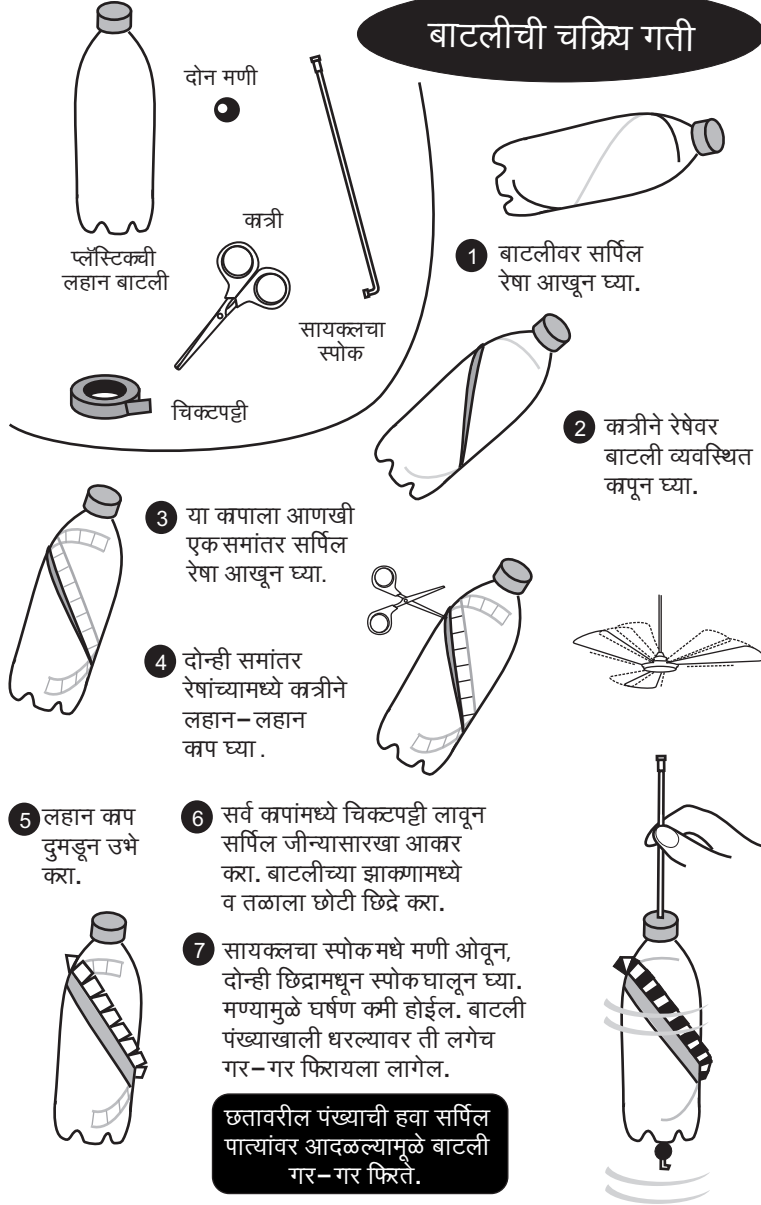 बाटलीची चक्रिय गती
दोन मणी
कात्री
प्लॅस्टिकची
लहान बाटली
सायकलचा
स्पोक
चिकटपट्टी
1 बाटलीवर सर्पिल
रेषा आखून घ्या.
2 कात्रीने रेषेवर
बाटली व्यवस्थित
कापून घ्या.
3 या कापाला आणखी
एक समांतर सर्पिल
रेषा आखून घ्या.
4 दोन्ही समांतर
रेषांच्यामध्ये कात्रीने
लहान-लहान
काप घ्या.
5 लहान काप
दुमडून उभे
करा.
6 सर्व कापांमध्ये चिकटपट्टी लावून
सर्पिल जीन्यासारखा आकार
करा. बाटलीच्या झाकणामध्ये
व तळाला छोटी छिद्रे करा.
7 सायकलचा स्पोक मधे मणी ओवून,
दोन्ही छिद्रामधून स्पोक घालून घ्या.
मण्यामुळे घर्षण कमी होईल. बाटली
पंख्याखाली धरल्यावर ती लगेच
गर-गर फिरायला लागेल.
छतावरील पंख्याची हवा सर्पिल
पात्यांवर आदळल्यामूळे बाटली
गर-गर फिरते.